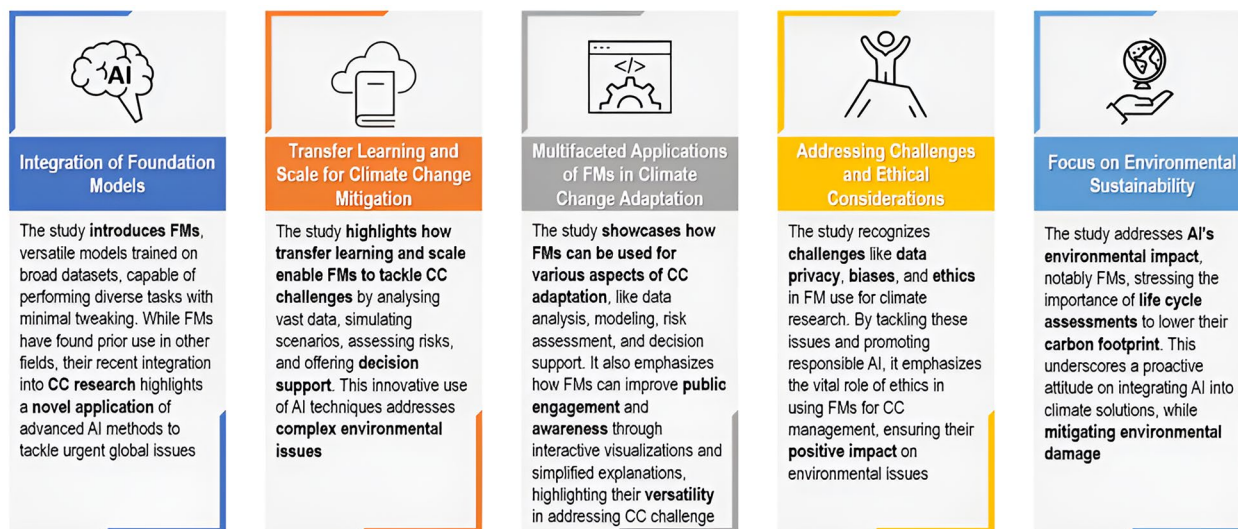 AI
Integration of Foundation
Models
The study introduces FMs,
versatile models trained on
broad datasets, capable of
performing diverse tasks with
minimal tweaking. While FMs
have found prior use in other
fields, their recent integration
into CC research highlights
a novel application of
advanced AI methods to
tackle urgent global issues
Transfer Learning and
Scale for Climate Change
Mitigation
The study highlights how
transfer learning and scale
enable FMs to tackle CC
challenges by analysing
vast data, simulating
scenarios, assessing risks,
and offering decision
support. This innovative use
of AI techniques addresses
complex environmental
issues
</>
Multifaceted Applications
of FMs in Climate
Change Adaptation
The study showcases how
FMs can be used for
various aspects of CC
adaptation, like data
analysis, modeling, risk
assessment, and decision
support. It also emphasizes
how FMs can improve public
engagement and
awareness through
interactive visualizations and
simplified explanations,
highlighting their versatility
in addressing CC challenge
Addressing Challenges
and Ethical
Considerations
The study recognizes
challenges like data
privacy, biases, and ethics
in FM use for climate
research. By tackling these
issues and promoting
responsible AI, it emphasizes
the vital role of ethics in
using FMs for CC
management, ensuring their
positive impact on
environmental issues
Focus on Environmental
Sustainability
The study addresses AI's
environmental impact,
notably FMs, stressing the
importance of life cycle
assessments to lower their
carbon footprint. This
underscores a proactive
attitude on integrating AI into
climate solutions, while
mitigating environmental
damage